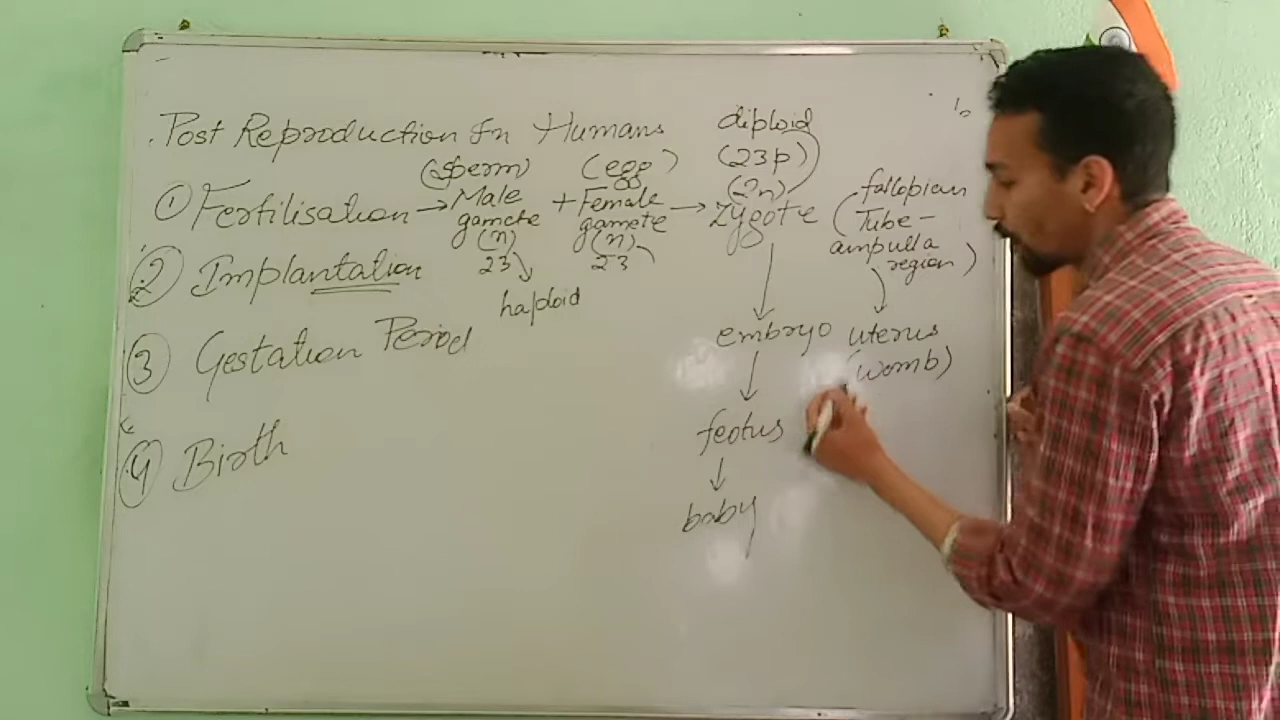 Post Reproduction In Humans
(sperm) (egg)
① Fertilisation → Male gamete (n) 23 + Female gamete (n) 23 → zygote
diploid
(23p)
(2n)
(fallopian
Tube –
ampulla
region)
haploid
② Implantation
③ Gestation Period
④ Birth
embryo uterus
(womb)
feotus
baby